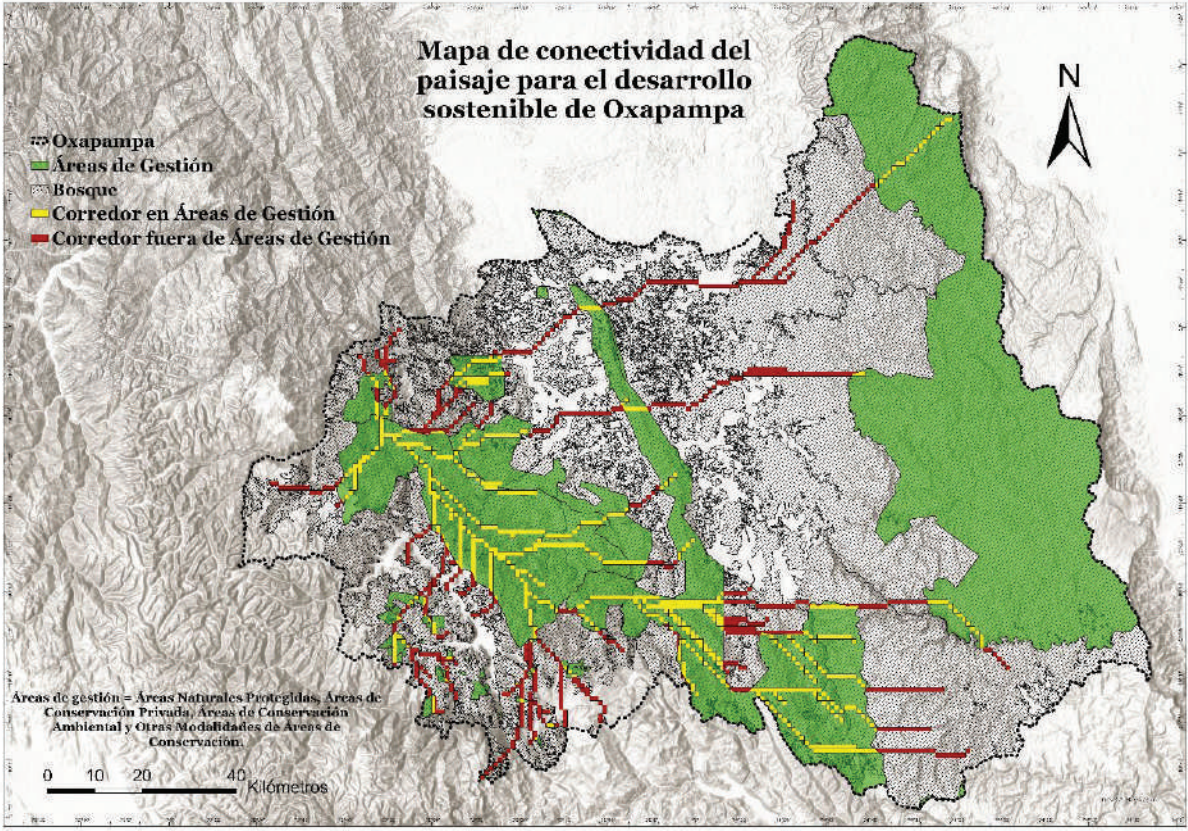 Mapa de conectividad del
paisaje para el desarrollo
sostenible de Oxapampa
N
Oxapampa
Áreas de Gestión
Bosque
Corredor en Áreas de Gestión
Corredor fuera de Áreas de Gestión
Áreas de gestión = Áreas Naturales Protegidas, Áreas de
Conservación Privada, Áreas de Conservación
Ambiental y Otras Modalidades de Áreas de
Conservación.
0 10 20 40 Kilómetros